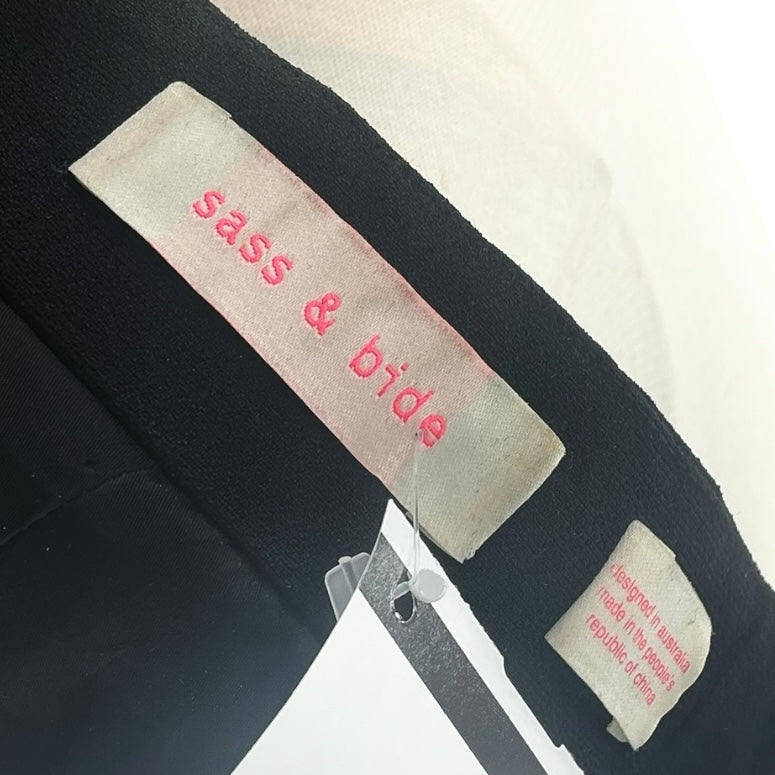 sass & bide
designed in australia
made in the people's
republic of china